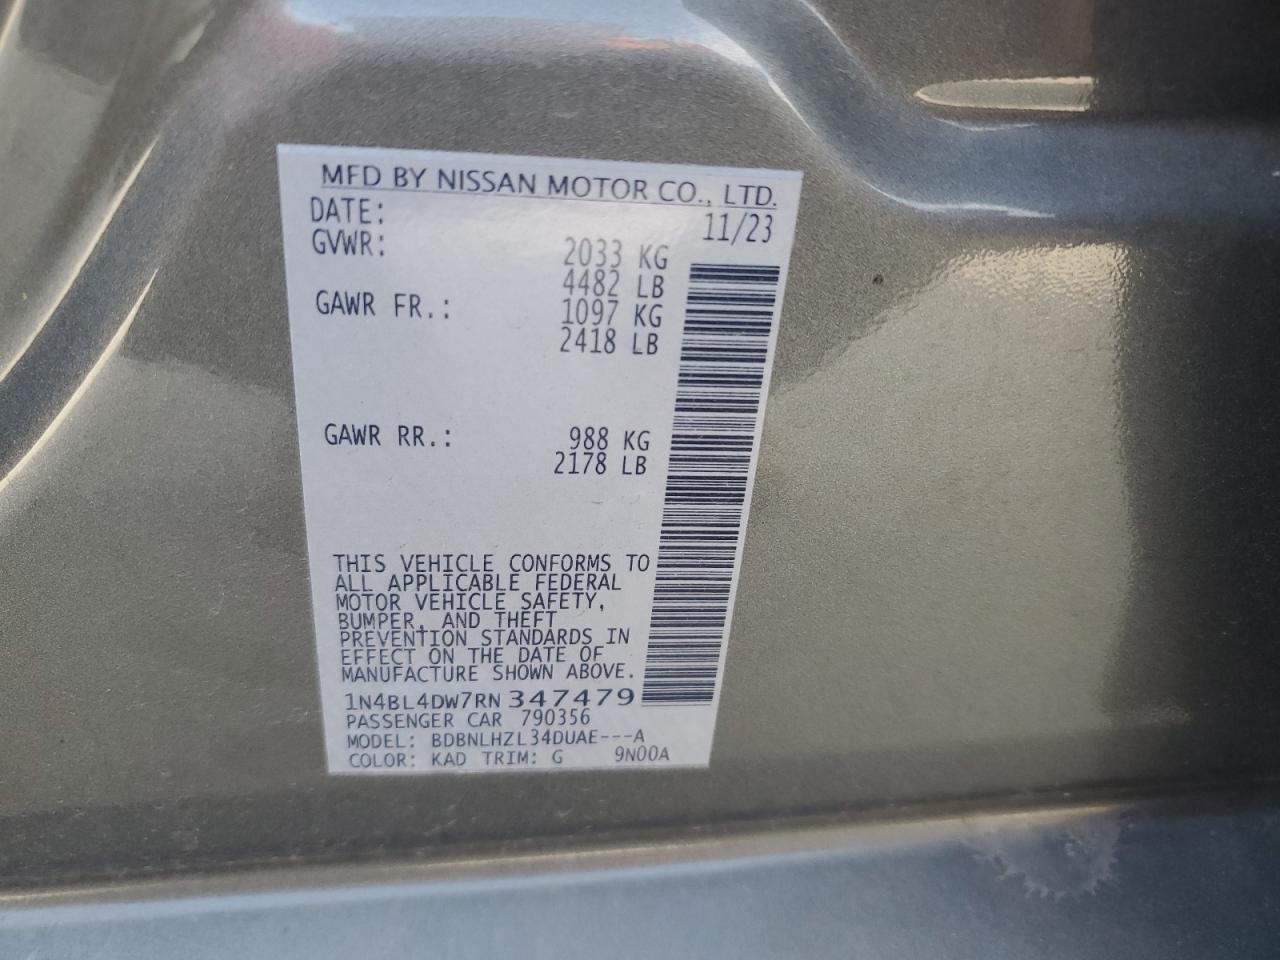 MFD BY NISSAN MOTOR CO., LTD.
DATE: 11/23
GVWR: 2033 KG
4482 LB
GAWR FR.: 1097 KG
2418 LB
GAWR RR.: 988 KG
2178 LB
THIS VEHICLE CONFORMS TO
ALL APPLICABLE FEDERAL
MOTOR VEHICLE SAFETY,
BUMPER, AND THEFT
PREVENTION STANDARDS IN
EFFECT ON THE DATE OF
MANUFACTURE SHOWN ABOVE.
1N4BL4DW7RN347479
PASSENGER CAR 790356
MODEL: BDBNLHZL34DUAE---A
COLOR: KAD TRIM: G 9N00A